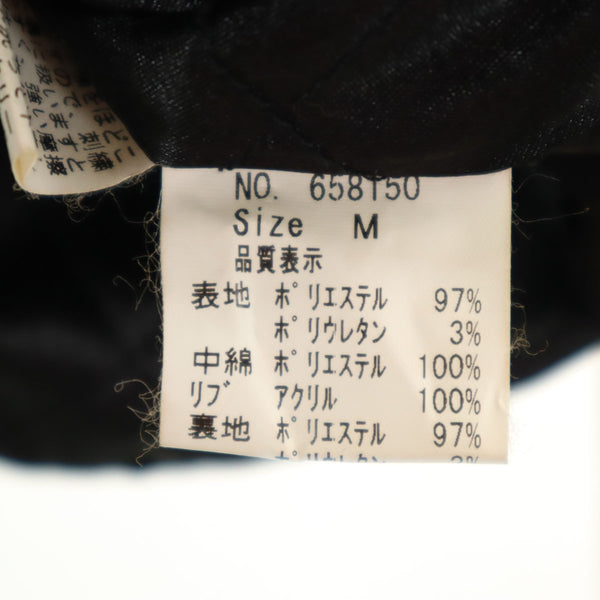 NO. 658150
Size M
品質表示
表地 ポリエステル 97%
ポリウレタン 3%
中綿 ポリエステル 100%
リブ アクリル 100%
裏地 ポリエステル 97%